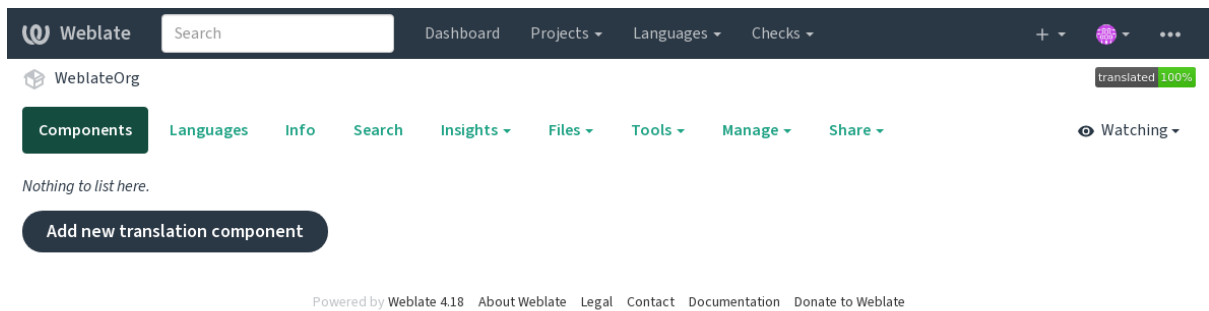 Weblate Search Dashboard Projects Languages Checks
WeblateOrg translated 100%
Components Languages Info Search Insights Files Tools Manage Share Watching
Nothing to list here.
Add new translation component
Powered by Weblate 4.18 About Weblate Legal Contact Documentation Donate to Weblate